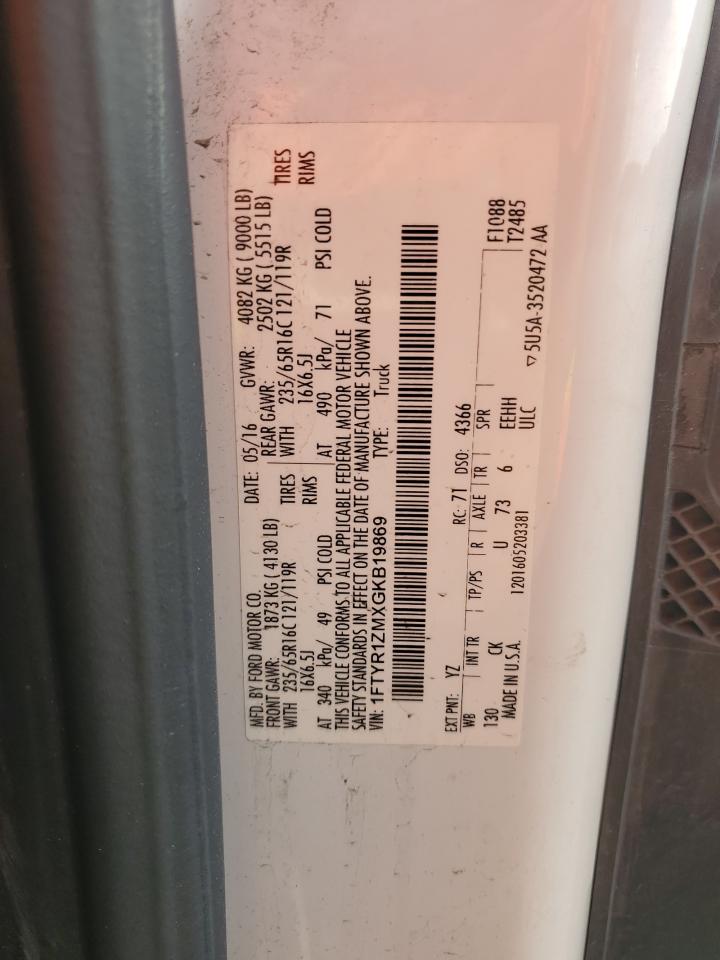 MFD. BY FORD MOTOR CO. DATE: 05/16 GVWR: 4082 KG ( 9000 LB)
FRONT GAWR: 1873 KG ( 4130 LB) REAR GAWR: 2502 KG ( 5515 LB)
WITH 235/65R16C 121/119R TIRES WITH 235/65R16C 121/119R TIRES
16X6.5J RIMS 16X6.5J RIMS
AT 340 kPa/ 49 PSI COLD AT 490 kPa/ 71 PSI COLD
THIS VEHICLE CONFORMS TO ALL APPLICABLE FEDERAL MOTOR VEHICLE
SAFETY STANDARDS IN EFFECT ON THE DATE OF MANUFACTURE SHOWN ABOVE.
VIN: 1FTYR1ZMXGKB19869 TYPE: Truck
EXT PNT: YZ RC: 71 DSO: 4366
WB INT TR TP/PS R AXLE TR SPR F1088
130 CK U 73 6 EEHH T2485
MADE IN U.S.A. 1201605203381 ULC ▽5U5A-3520472 AA